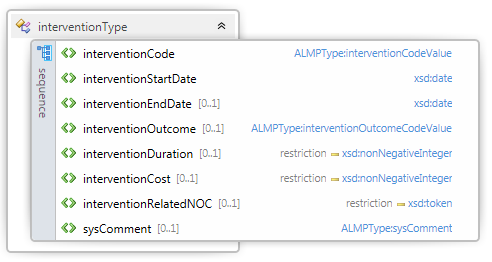 interventionType
sequence
interventionCode ALMPType:interventionCodeValue
interventionStartDate xsd:date
interventionEndDate [0..1] xsd:date
interventionOutcome [0..1] ALMPType:interventionOutcomeCodeValue
interventionDuration [0..1] restriction xsd:nonNegativeInteger
interventionCost [0..1] restriction xsd:nonNegativeInteger
interventionRelatedNOC [0..1] restriction xsd:token
sysComment [0..1] ALMPType:sysComment